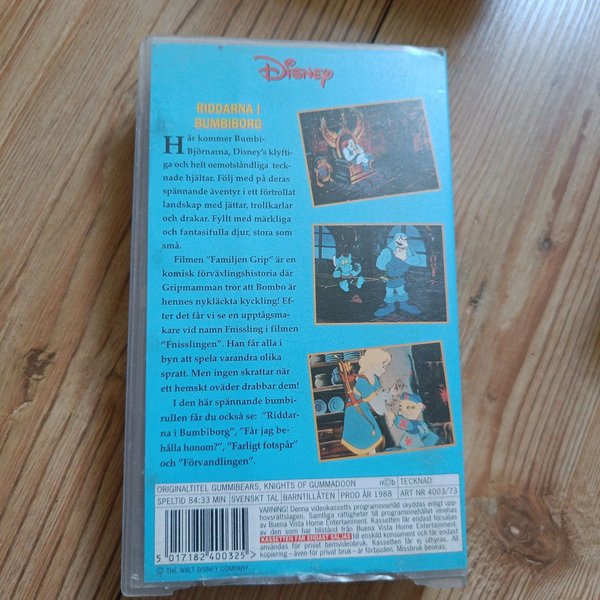 Disney
RIDDARNA I
BUMBIBORG
Här kommer Bumbi-
Björnarna, Disney's klyfti-
ga och helt oemotståndliga teck-
nade hjältar. Följ med på deras
spännande äventyr i ett förtrollat
landskap med jättar, trollkarlar
och drakar. Fyllt med märkliga
och fantasifulla djur, stora som
små.
Filmen "Familjen Grip" är en
komisk förväxlingshistoria där
Gripmamman tror att Bombo är
hennes nykläckta kyckling! Ef-
ter det får vi se en upptågsma-
kare vid namn Fnissling i filmen
"Fnisslingen". Han får alla i
byn att spela varandra olika
spratt. Men ingen skrattar när
ett hemskt oväder drabbar dem!
I den här spännande bumbi-
rullen får du också se: "Riddar-
na i Bumbiborg", "Får jag be-
hålla honom?", "Farligt fotspår"
och "Förvandlingen".
ORIGINALTITEL GUMMIBEARS, KNIGHTS OF GUMMADOON
n©b TECKNAD
SPELTID 84:33 MIN SVENSKT TAL BARNTILLÅTEN PROD ÅR 1988 ART NR 4003/73
VARNING! Denna videokassetts programinnehåll skyddas enligt upp-
hovsrättslagen. Samtliga rättigheter till programinnehållet innehas
av Buena Vista Home Entertainment. Kassetten får endast försäljas
av den som har tillstånd från Buena Vista Home Entertainment.
KASSETTEN FÅR ENDAST SÄLJAS till enskild konsument och får endast
användas för privat hemvideobruk. Kassetten får ej uthyras. All
kopiering - även för privat bruk - är förbjuden. Missbruk beivras.
5 017182 400325 >
© THE WALT DISNEY COMPANY